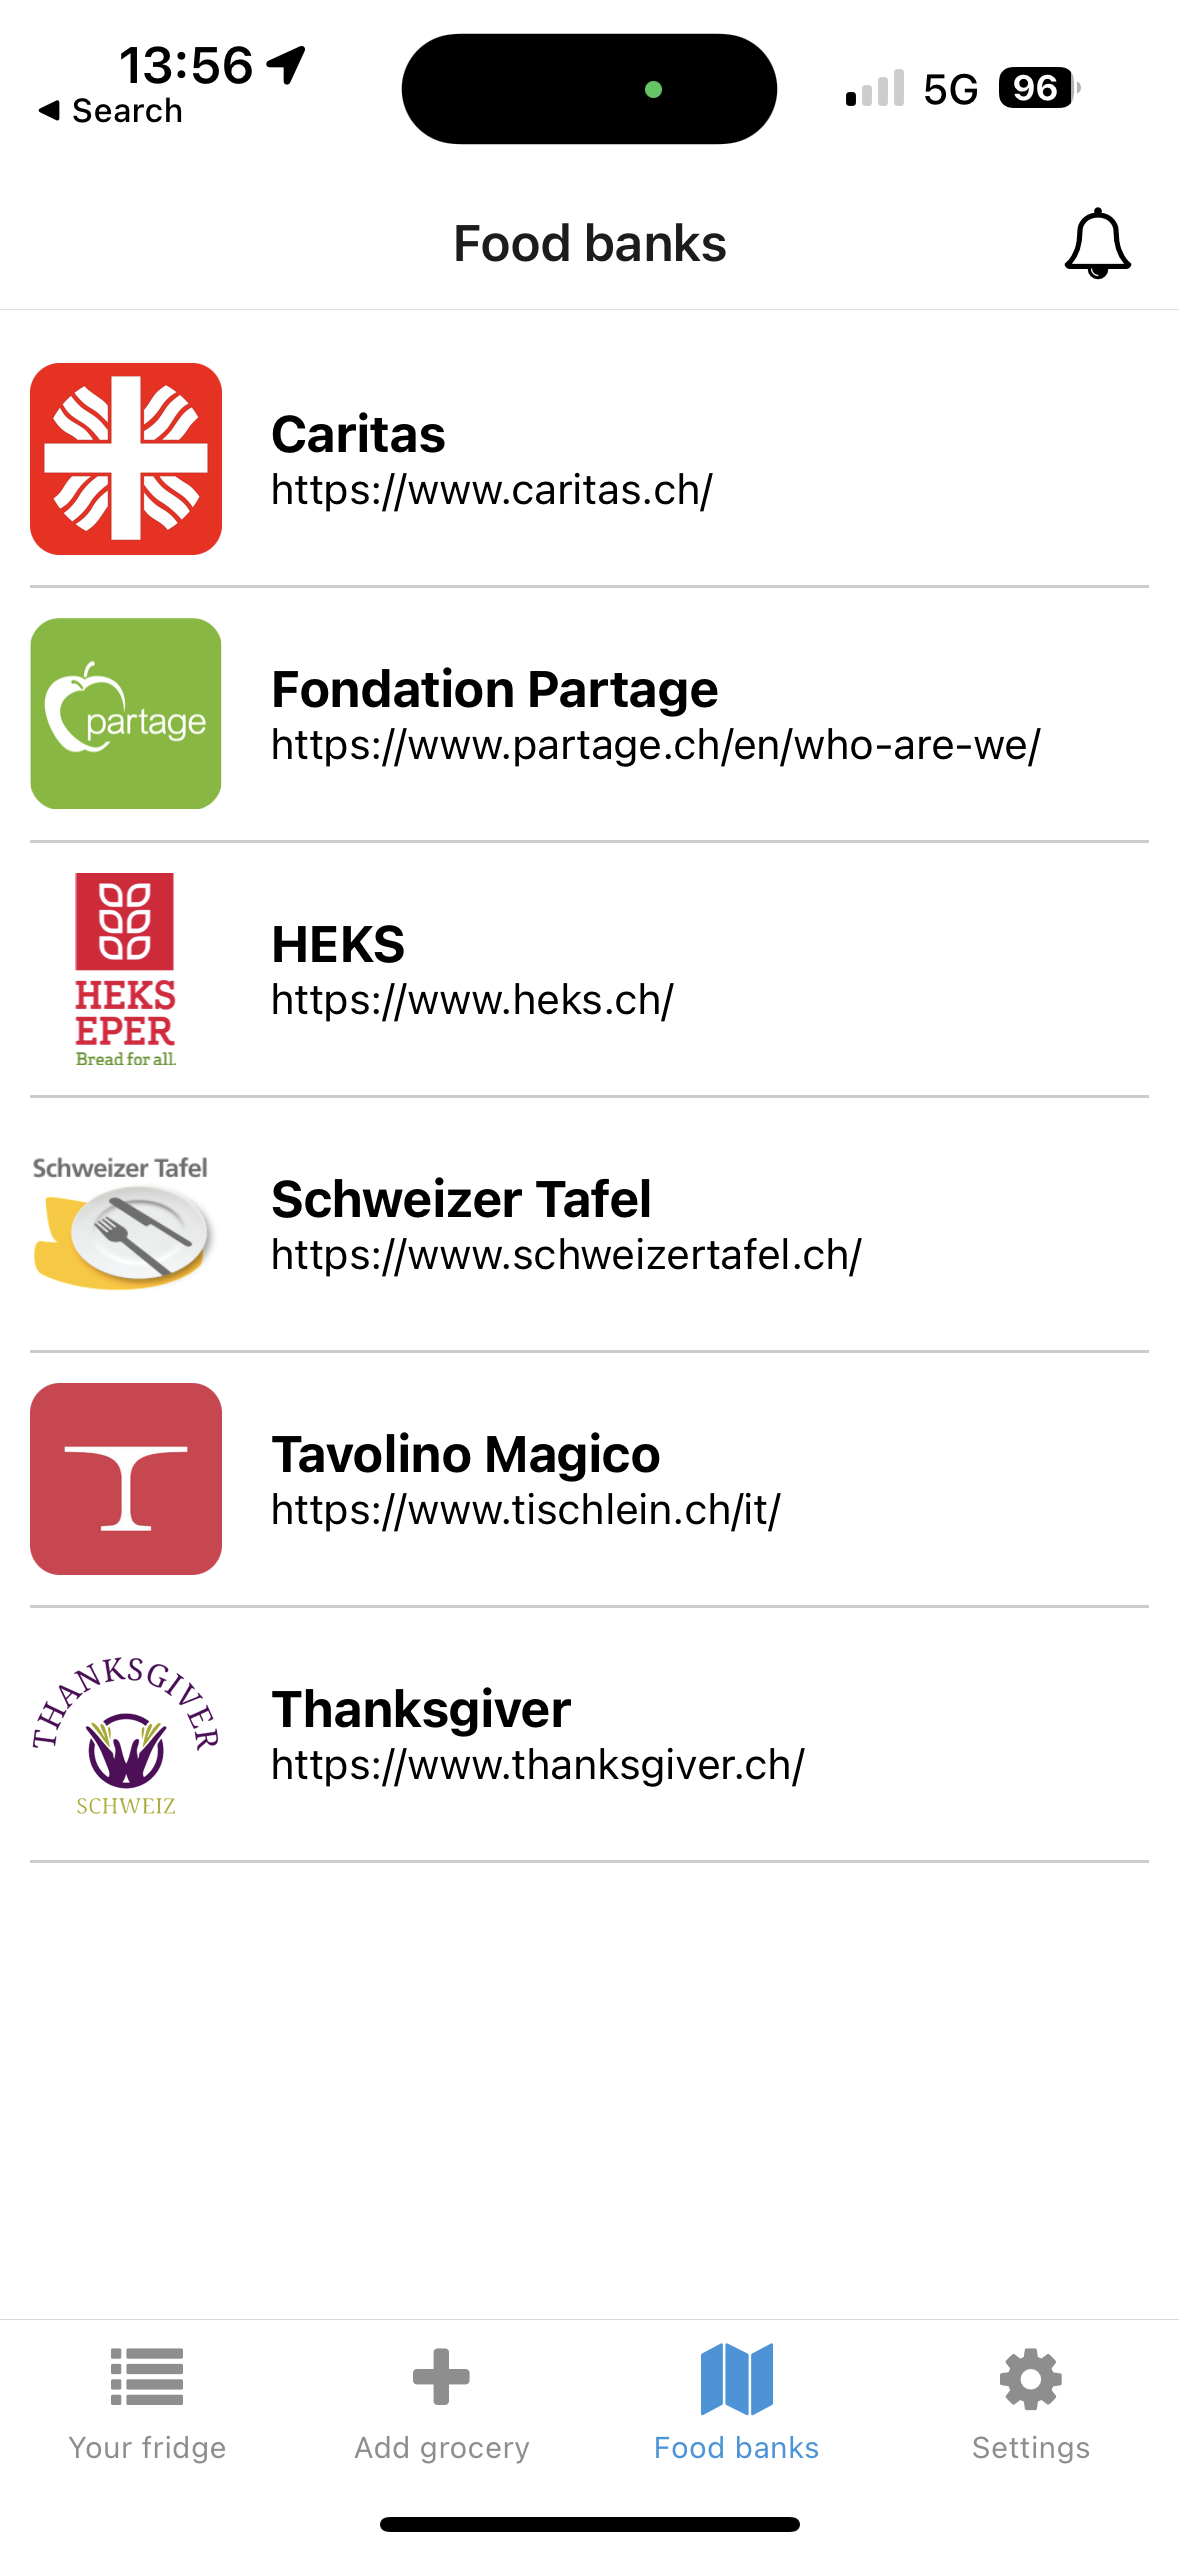 13:56
5G 96
◀ Search
Food banks
Caritas
https://www.caritas.ch/
partage
Fondation Partage
https://www.partage.ch/en/who-are-we/
HEKS
EPER
Bread for all.
HEKS
https://www.heks.ch/
Schweizer Tafel
Schweizer Tafel
https://www.schweizertafel.ch/
Tavolino Magico
https://www.tischlein.ch/it/
THANKSGIVER
SCHWEIZ
Thanksgiver
https://www.thanksgiver.ch/
Your fridge
Add grocery
Food banks
Settings